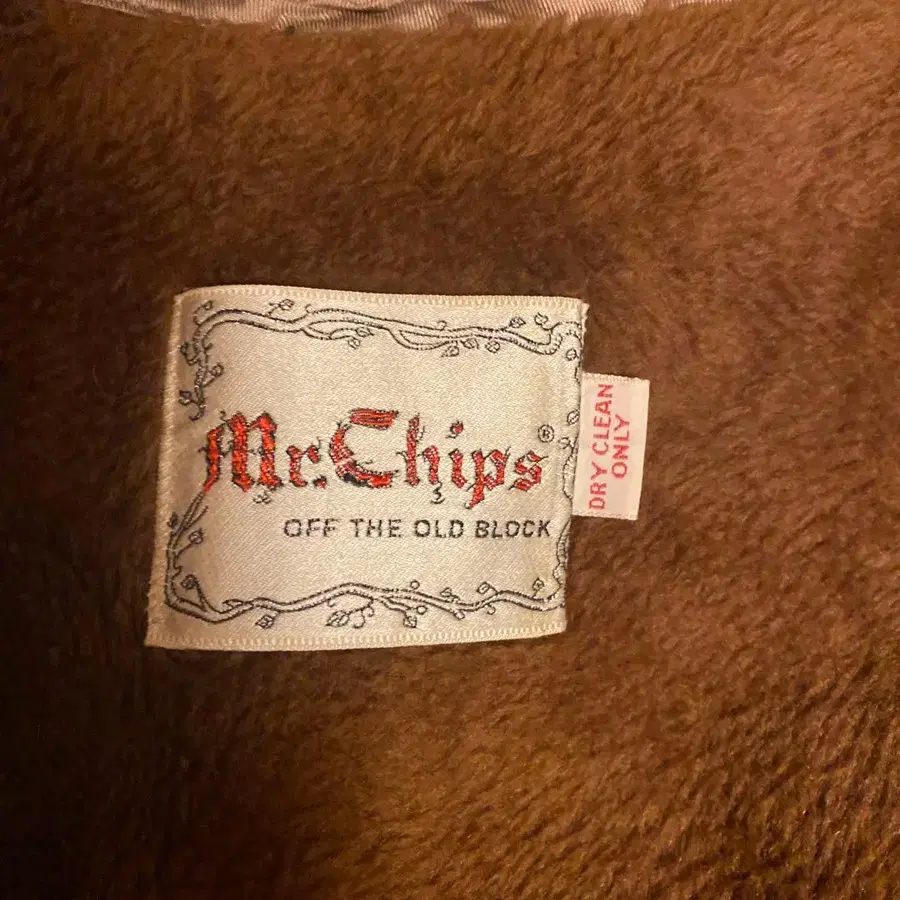 Mr. Chips®
OFF THE OLD BLOCK
DRY CLEAN
ONLY